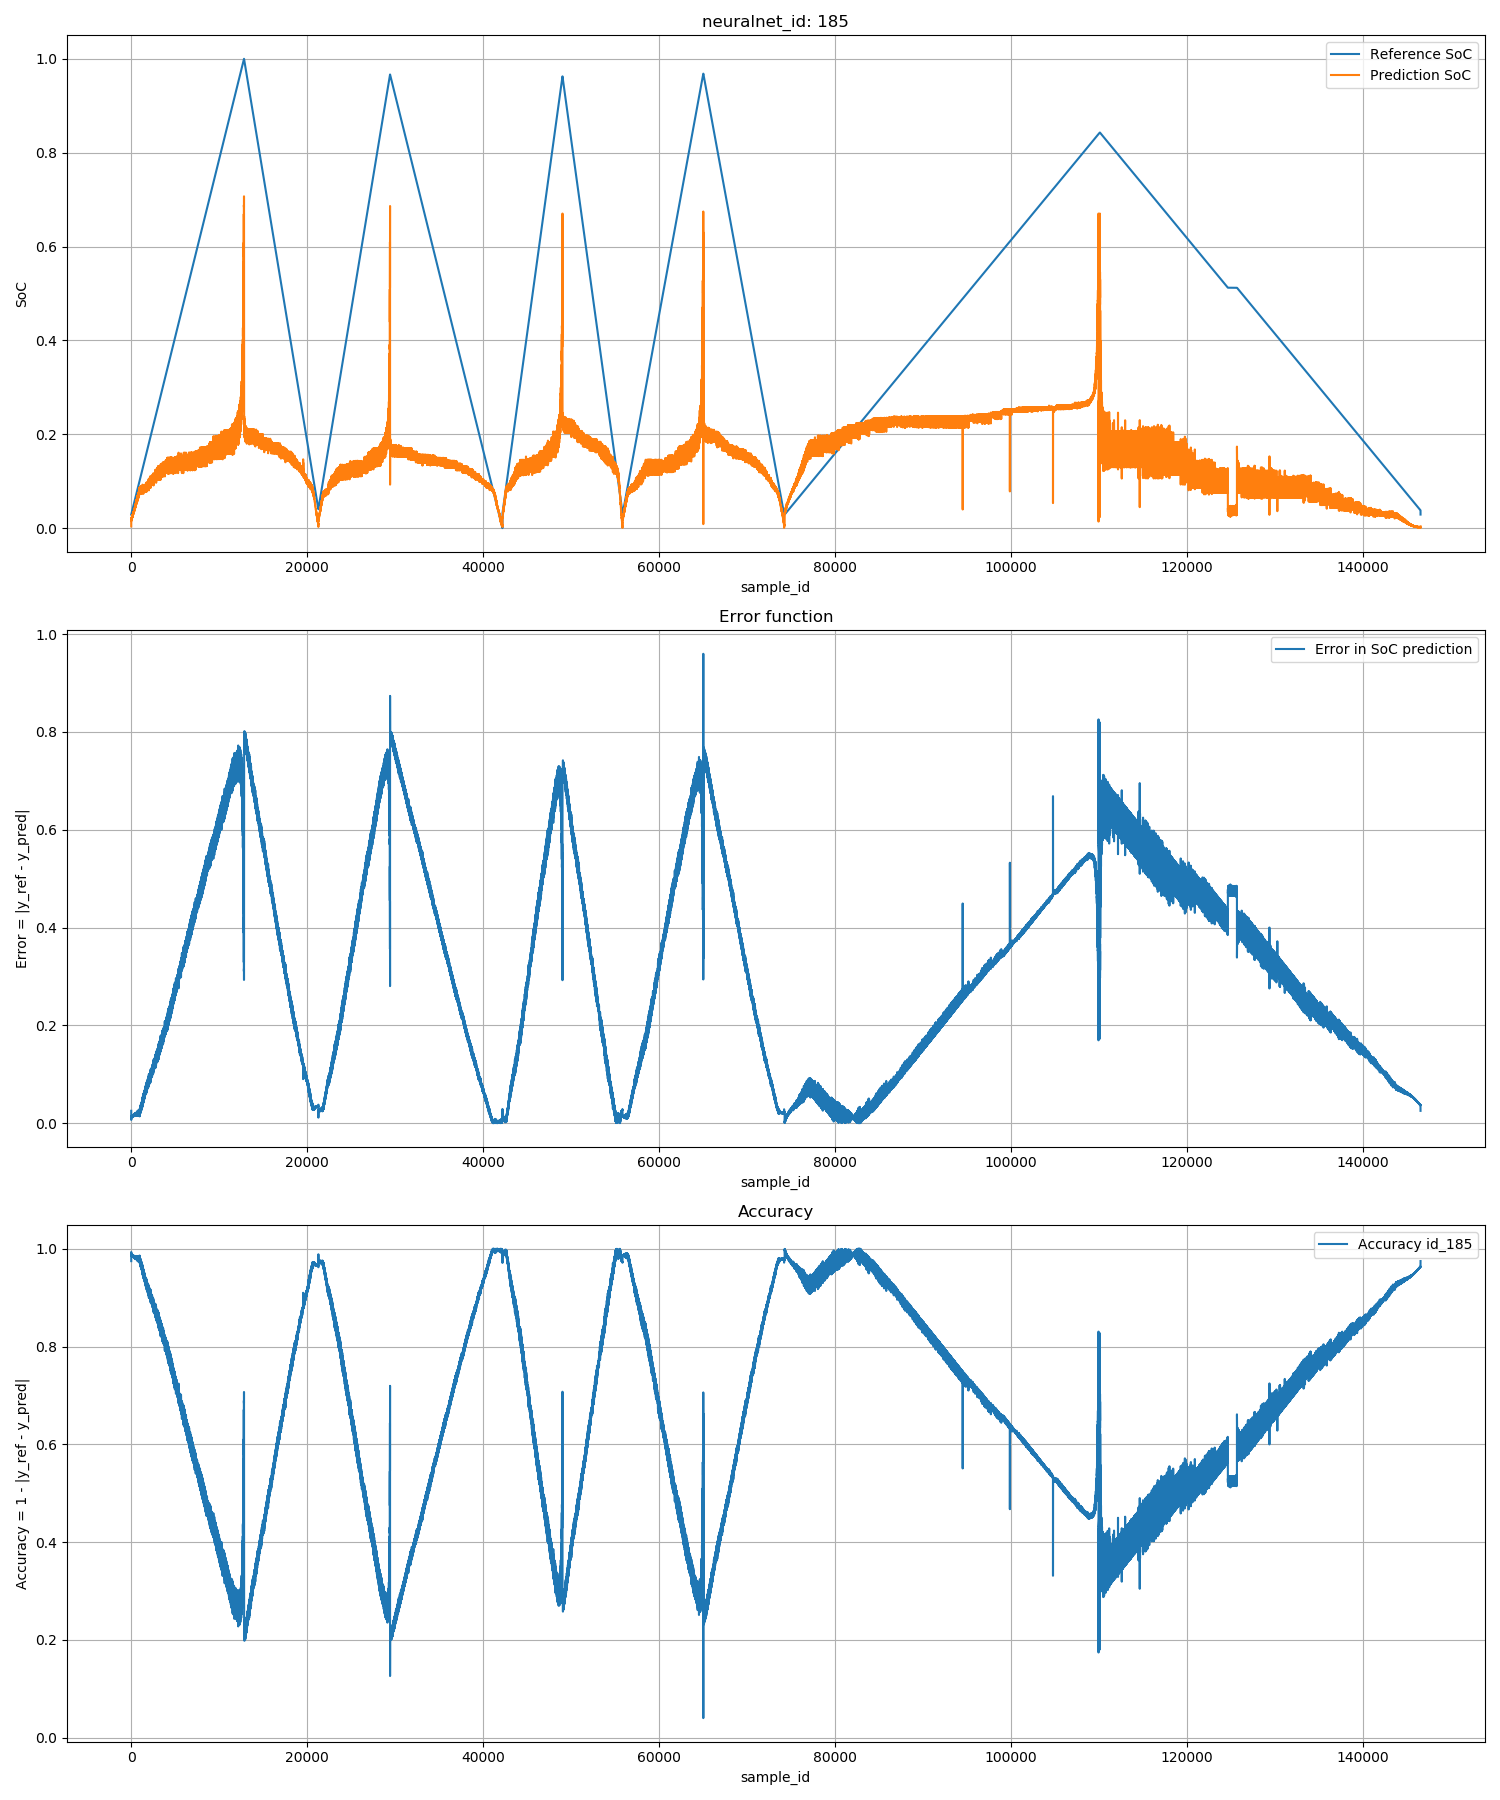 neuralnet_id: 185
Reference SoC
Prediction SoC
SoC
1.0
0.8
0.6
0.4
0.2
0.0
0 20000 40000 60000 80000 100000 120000 140000
sample_id
Error function
Error in SoC prediction
Error = |y_ref - y_pred|
1.0
0.8
0.6
0.4
0.2
0.0
0 20000 40000 60000 80000 100000 120000 140000
sample_id
Accuracy
Accuracy id_185
Accuracy = 1 - |y_ref - y_pred|
1.0
0.8
0.6
0.4
0.2
0.0
0 20000 40000 60000 80000 100000 120000 140000
sample_id